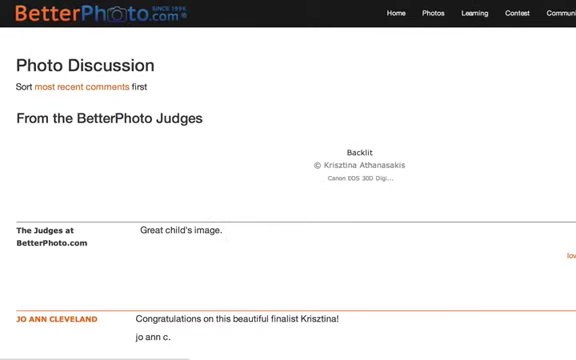 BetterPhoto.com® SINCE 1996
Home Photos Learning Contest
Photo Discussion
Sort most recent comments first
From the BetterPhoto Judges
Backlit
© Krisztina Athanasakis
Canon EOS 30D Digi...
The Judges at
BetterPhoto.com
Great child's image.
JO ANN CLEVELAND
Congratulations on this beautiful finalist Krisztina!
jo ann c.